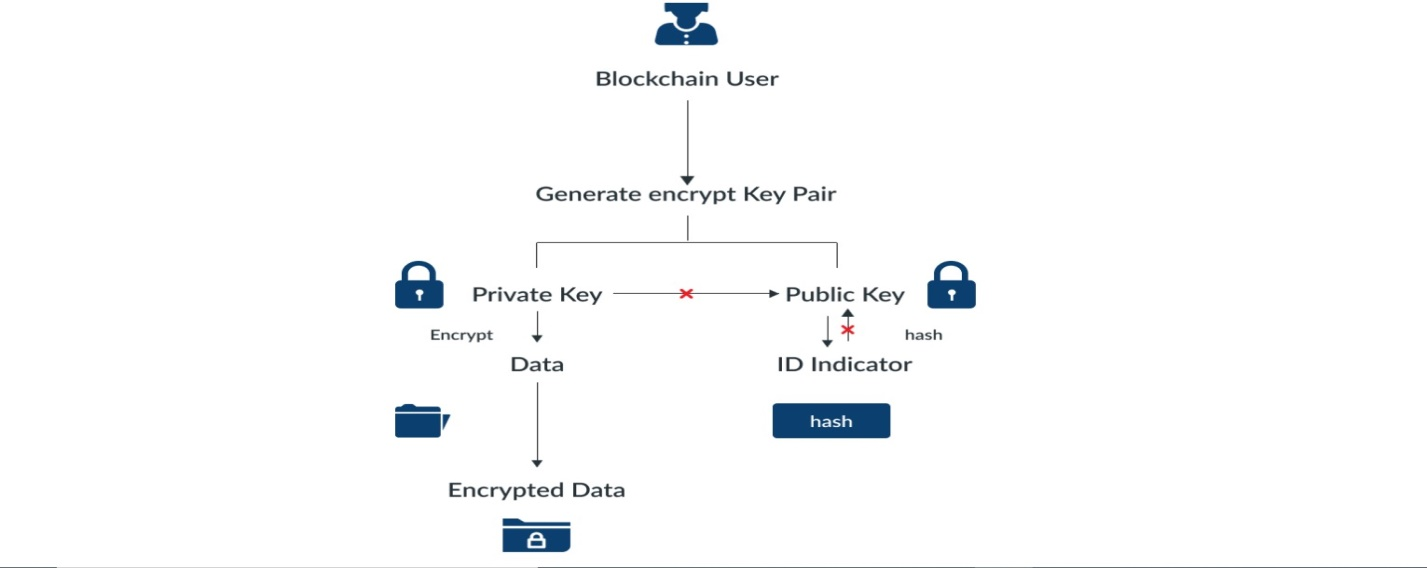 Blockchain User
Generate encrypt Key Pair
Private Key
Public Key
Encrypt
hash
Data
ID Indicator
hash
Encrypted Data